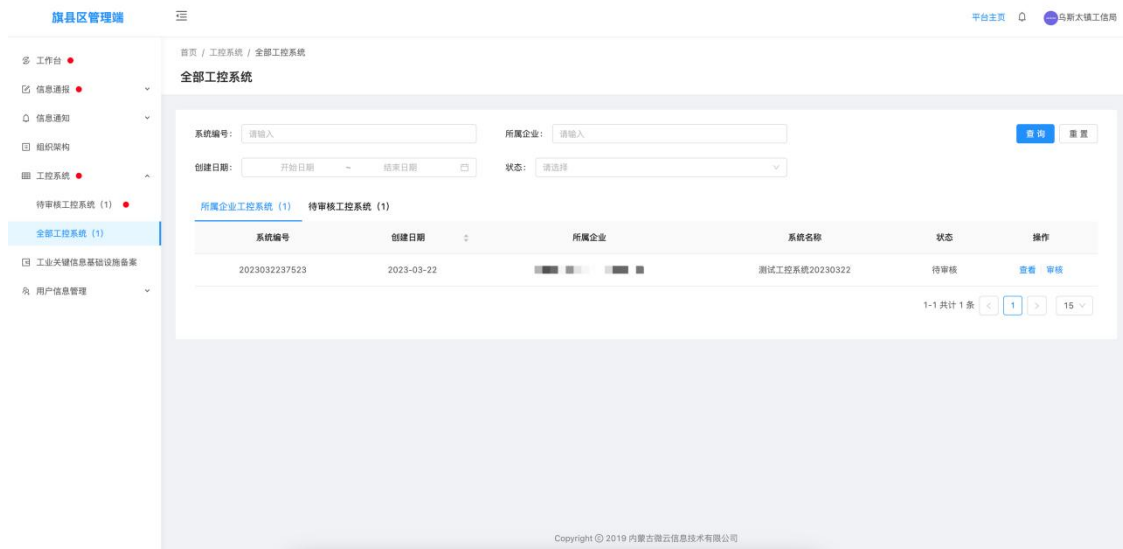 旗县区管理端
平台主页 乌斯太镇工信局
工作台
信息通报
信息通知
组织架构
工控系统
待审核工控系统（1）
全部工控系统（1）
工业关键信息基础设施备案
用户信息管理
首页 / 工控系统 / 全部工控系统
全部工控系统
系统编号： 请输入 所属企业： 请输入 查 询 重 置
创建日期： 开始日期 ~ 结束日期 状态： 请选择
所属企业工控系统（1） 待审核工控系统（1）
系统编号 创建日期 所属企业 系统名称 状态 操作
2023032237523 2023-03-22 测试工控系统20230322 待审核 查看 审核
1-1 共计 1 条 < 1 > 15
Copyright © 2019 内蒙古微云信息技术有限公司